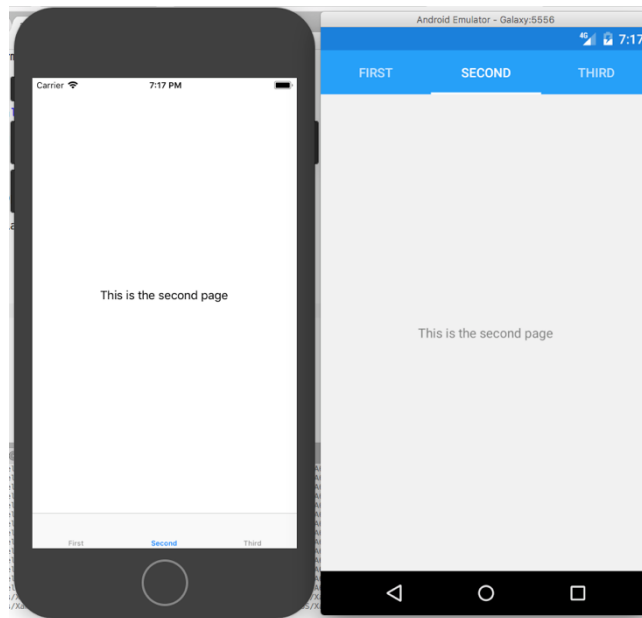 Android Emulator - Galaxy:5556
4G 7:17
FIRST SECOND THIRD
Carrier 7:17 PM
This is the second page
This is the second page
First Second Third